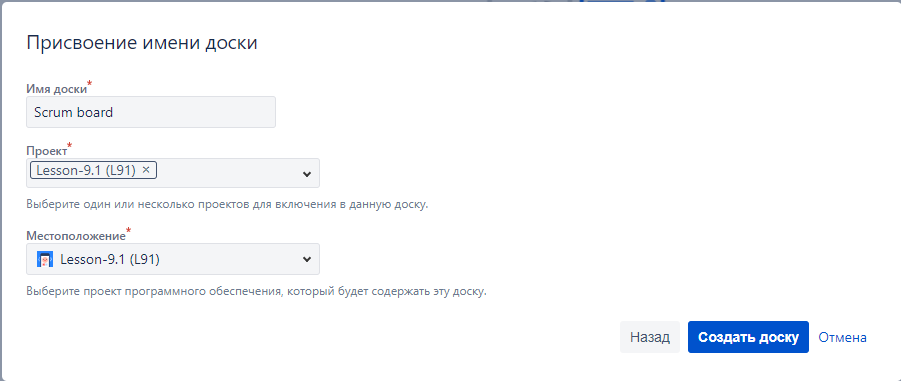 Присвоение имени доски
Имя доски*
Scrum board
Проект*
Lesson-9.1 (L91) ×
Выберите один или несколько проектов для включения в данную доску.
Местоположение*
Lesson-9.1 (L91)
Выберите проект программного обеспечения, который будет содержать эту доску.
Назад Создать доску Отмена